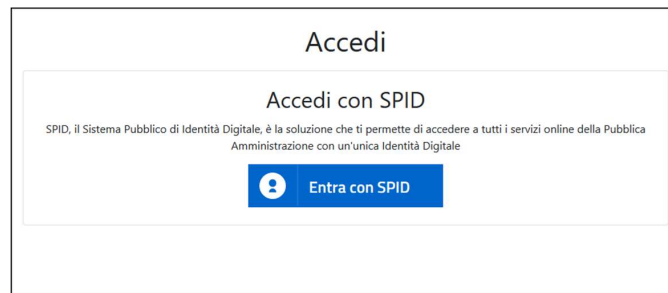 Accedi
Accedi con SPID
SPID, il Sistema Pubblico di Identità Digitale, è la soluzione che ti permette di accedere a tutti i servizi online della Pubblica
Amministrazione con un'unica Identità Digitale
Entra con SPID